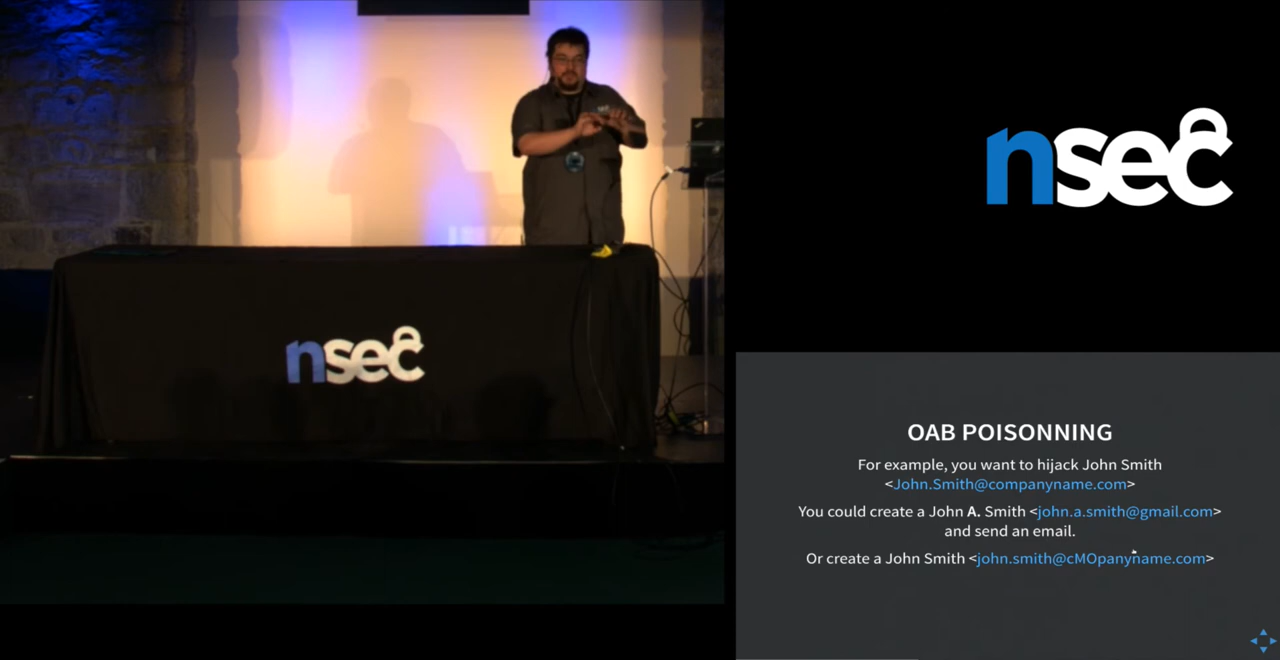 nsec
nsec
OAB POISONNING
For example, you want to hijack John Smith
<John.Smith@companyname.com>
You could create a John A. Smith <john.a.smith@gmail.com>
and send an email.
Or create a John Smith <john.smith@cMOpanyname.com>